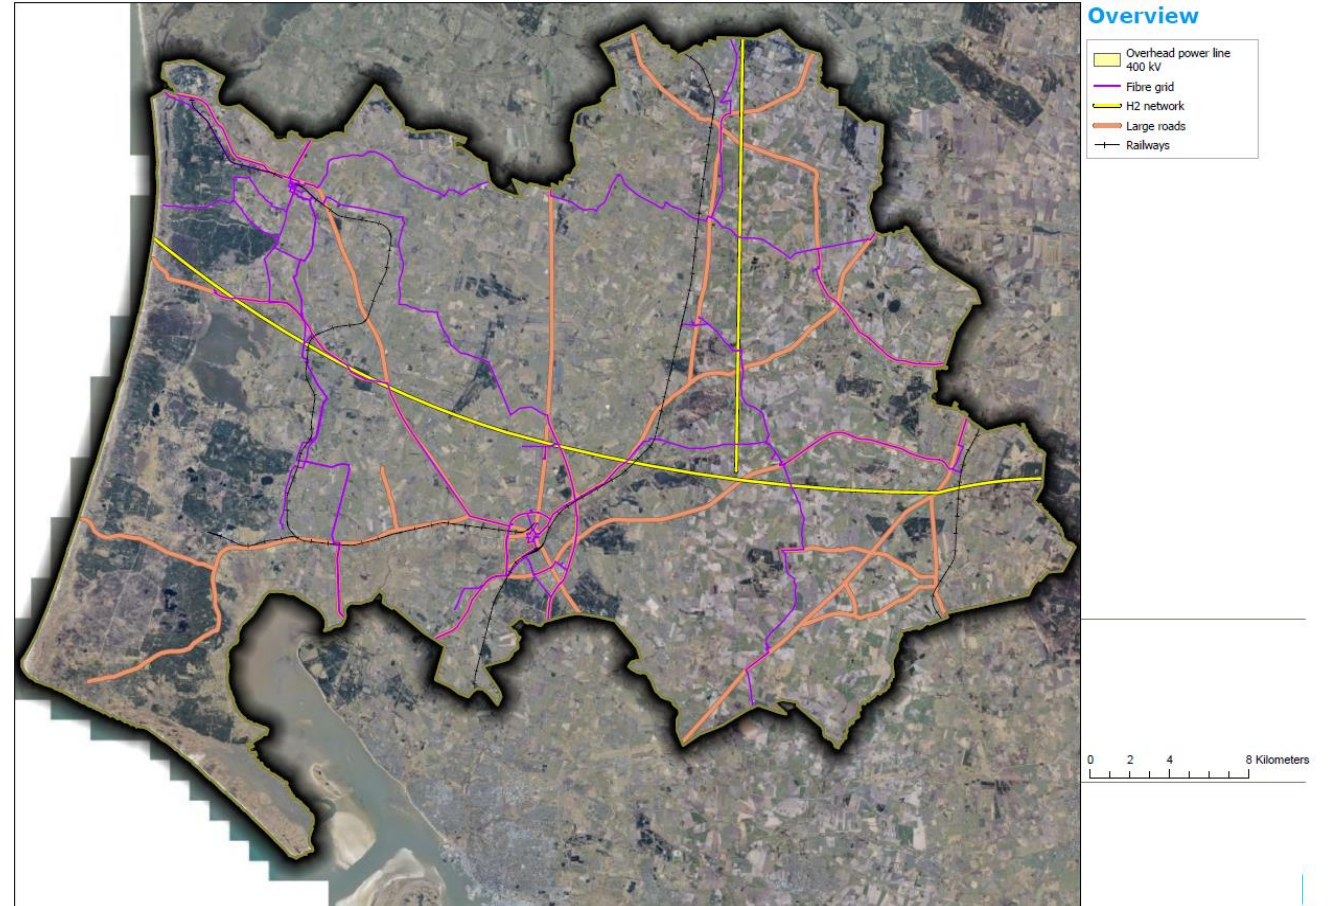 Overview
Overhead power line
400 kV
Fibre grid
H2 network
Large roads
Railways
0 2 4 8 Kilometers